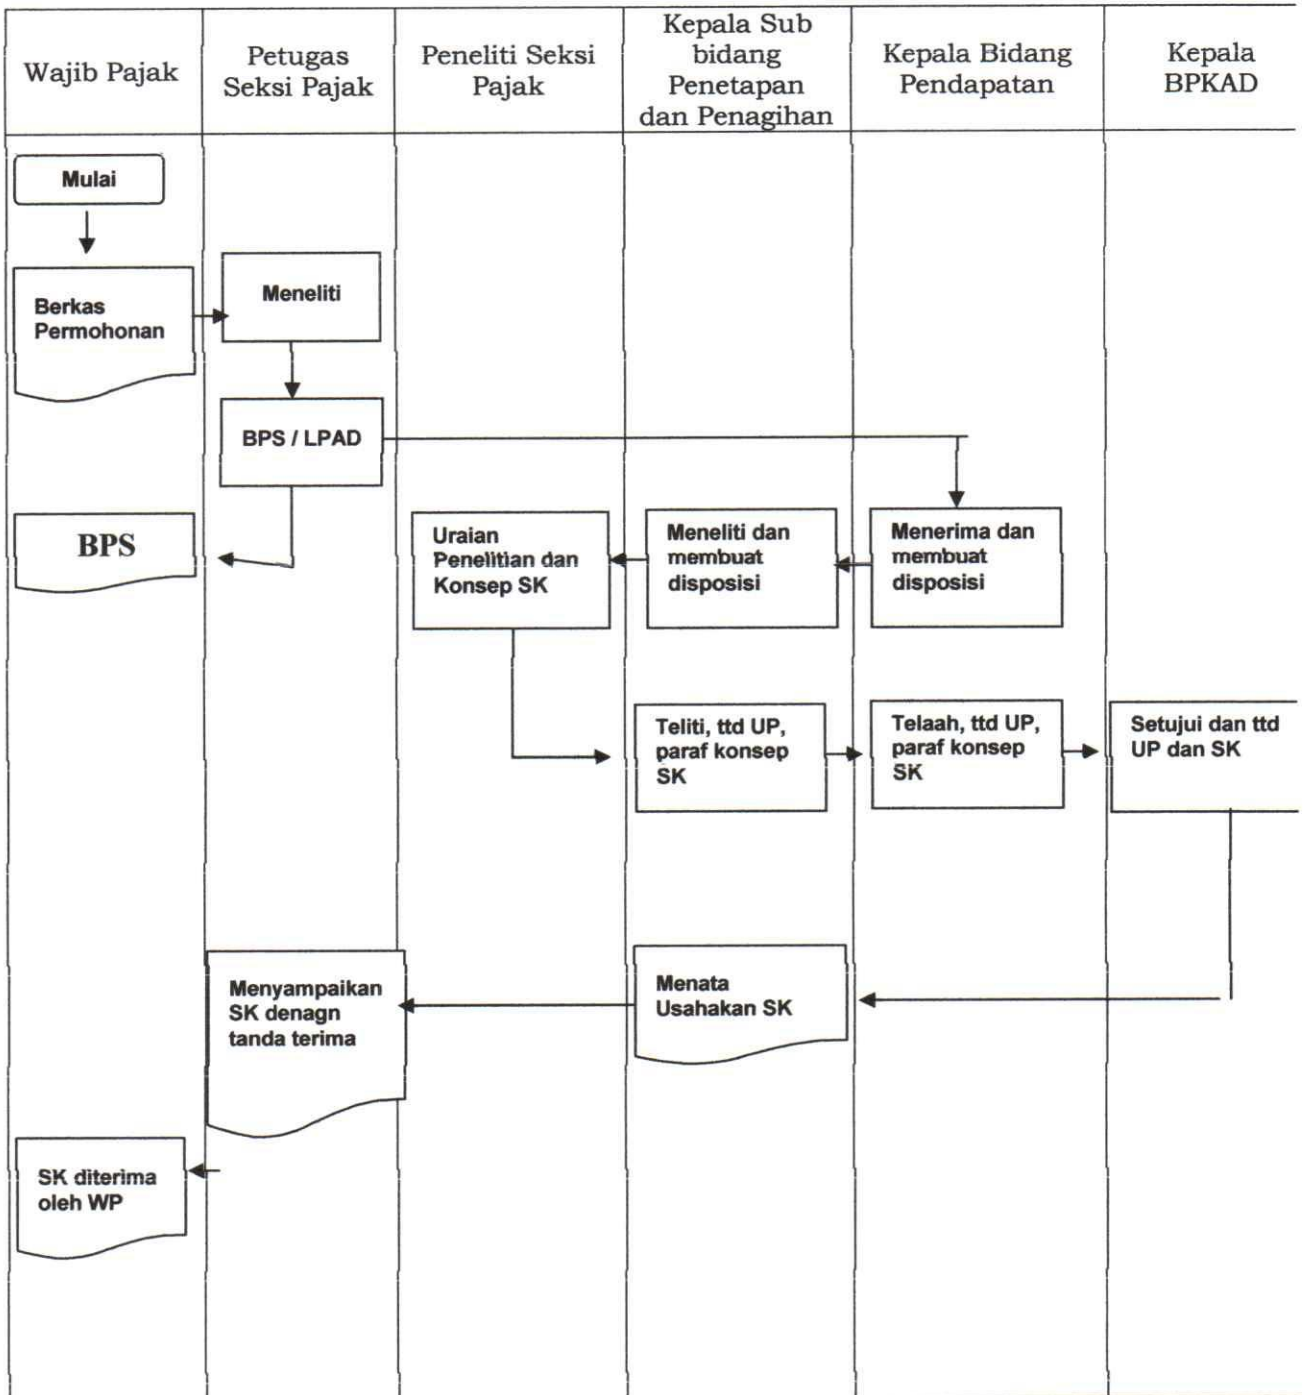 Wajib Pajak
Petugas
Seksi Pajak
Peneliti Seksi
Pajak
Kepala Sub
bidang
Penetapan
dan Penagihan
Kepala Bidang
Pendapatan
Kepala
BPKAD
Mulai
Berkas
Permohonan
Meneliti
BPS / LPAD
BPS
Uraian
Penelitian dan
Konsep SK
Meneliti dan
membuat
disposisi
Menerima dan
membuat
disposisi
Teliti, ttd UP,
paraf konsep
SK
Telaah, ttd UP,
paraf konsep
SK
Setujui dan ttd
UP dan SK
Menyampaikan
SK denagn
tanda terima
Menata
Usahakan SK
SK diterima
oleh WP